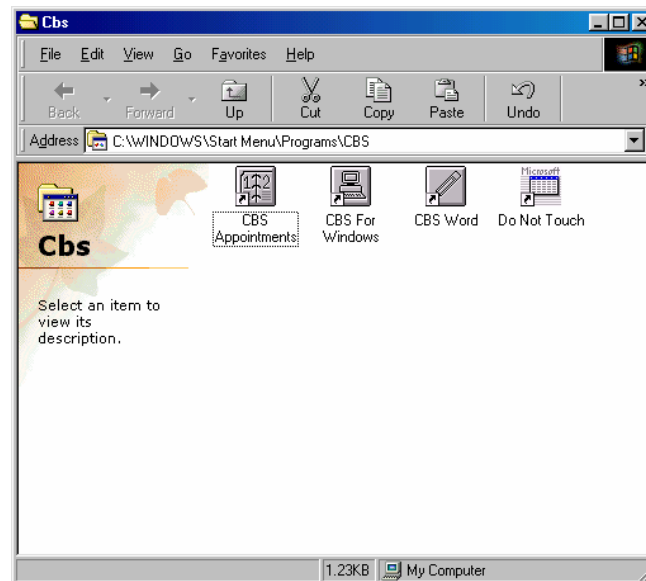 Cbs
File Edit View Go Favorites Help
Back Forward Up Cut Copy Paste Undo »
Address C:\WINDOWS\Start Menu\Programs\CBS
Microsoft
CBS Appointments
CBS For Windows
CBS Word
Do Not Touch
Cbs
Select an item to
view its
description.
1.23KB My Computer